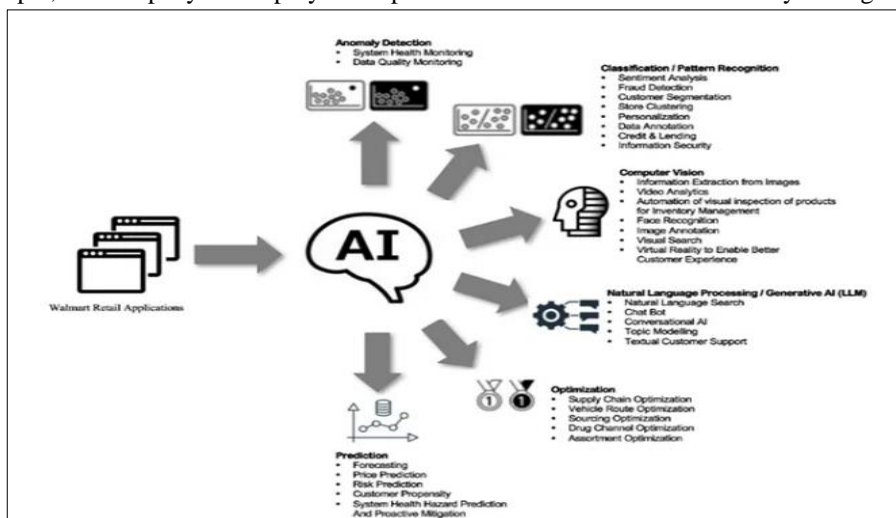 Anomaly Detection
• System Health Monitoring
• Data Quality Monitoring
Classification / Pattern Recognition
• Sentiment Analysis
• Fraud Detection
• Customer Segmentation
• Store Clustering
• Personalization
• Data Annotation
• Credit & Lending
• Information Security
Computer Vision
• Information Extraction from Images
• Video Analytics
• Automation of visual inspection of products
for Inventory Management
• Face Recognition
• Image Annotation
• Visual Search
• Virtual Reality to Enable Better
Customer Experience
AI
Walmart Retail Applications
Natural Language Processing / Generative AI (LLM)
• Natural Language Search
• Chat Bot
• Conversational AI
• Topic Modelling
• Textual Customer Support
1 1
Optimization
• Supply Chain Optimization
• Vehicle Route Optimization
• Sourcing Optimization
• Drug Channel Optimization
• Assortment Optimization
Prediction
• Forecasting
• Price Prediction
• Risk Prediction
• Customer Propensity
• System Health Hazard Prediction
And Proactive Mitigation